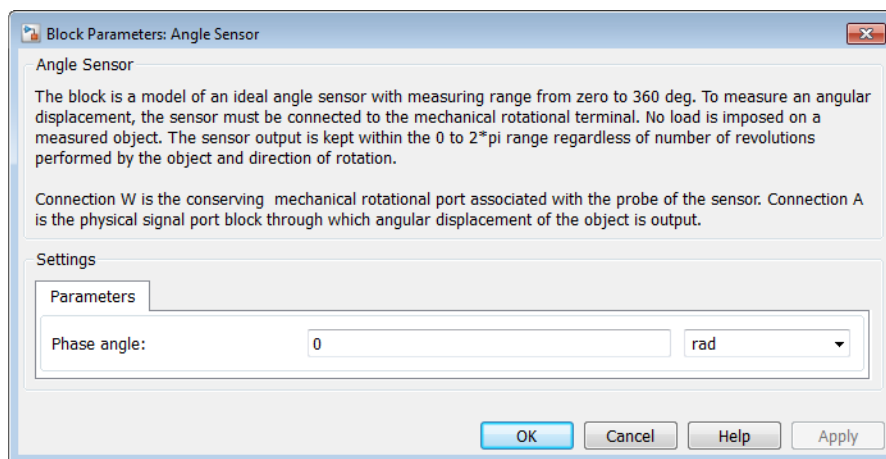 Block Parameters: Angle Sensor
Angle Sensor
The block is a model of an ideal angle sensor with measuring range from zero to 360 deg. To measure an angular
displacement, the sensor must be connected to the mechanical rotational terminal. No load is imposed on a
measured object. The sensor output is kept within the 0 to 2*pi range regardless of number of revolutions
performed by the object and direction of rotation.
Connection W is the conserving  mechanical rotational port associated with the probe of the sensor. Connection A
is the physical signal port block through which angular displacement of the object is output.
Settings
Parameters
Phase angle: 0 rad
OK Cancel Help Apply